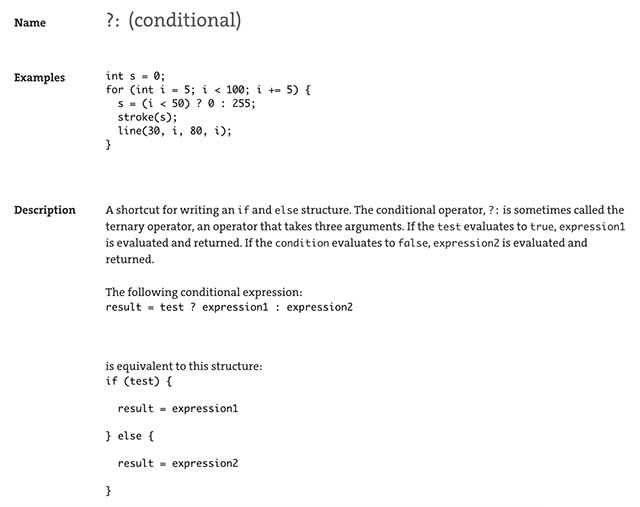 Name ?: (conditional)
Examples int s = 0;
for (int i = 5; i < 100; i += 5) {
s = (i < 50) ? 0 : 255;
stroke(s);
line(30, i, 80, i);
}
Description A shortcut for writing an if and else structure. The conditional operator, ?: is sometimes called the
ternary operator, an operator that takes three arguments. If the test evaluates to true, expression1
is evaluated and returned. If the condition evaluates to false, expression2 is evaluated and
returned.
The following conditional expression:
result = test ? expression1 : expression2
is equivalent to this structure:
if (test) {
result = expression1
} else {
result = expression2
}